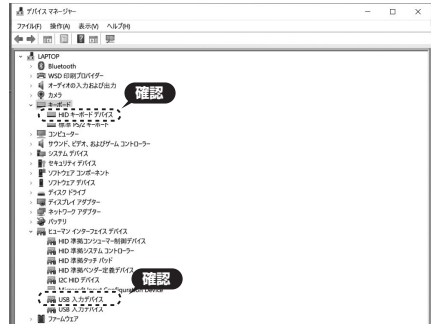 デバイス マネージャー
ファイル(F) 操作(A) 表示(V) ヘルプ(H)
LAPTOP
Bluetooth
WSD 印刷プロバイダー
オーディオの入力および出力
カメラ
確認
キーボード
HID キーボード デバイス
標準 PS/2 キーボード
コンピューター
サウンド、ビデオ、およびゲーム コントローラー
システム デバイス
セキュリティ デバイス
ソフトウェア コンポーネント
ソフトウェア デバイス
ディスク ドライブ
ディスプレイ アダプター
ネットワーク アダプター
バッテリ
ヒューマン インターフェイス デバイス
HID 準拠コンシューマー制御デバイス
HID 準拠システム コントローラー
HID 準拠タッチ パッド
HID 準拠ベンダー定義デバイス
確認
I2C HID デバイス
Microsoft Input Configuration Device
USB 入力デバイス
USB 入力デバイス
ファームウェア